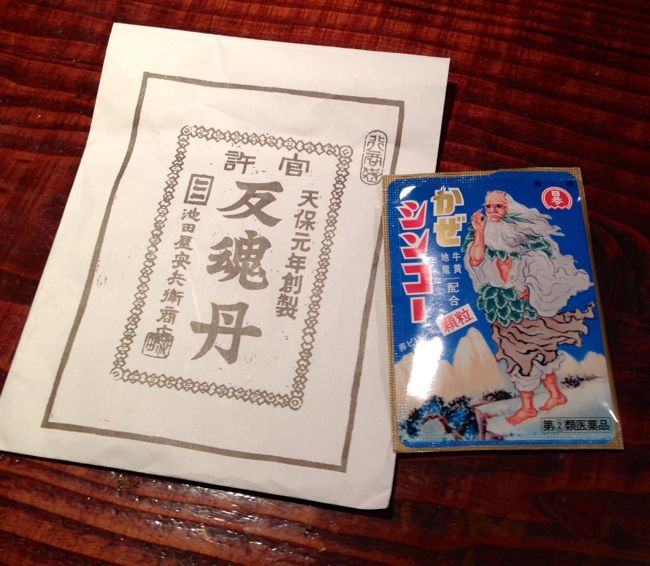 官許
天保元年創製
反魂丹
池田屋安兵衛商店
かぜ
シンコー
牛黄
地竜
配合
顆粒
第②類医薬品